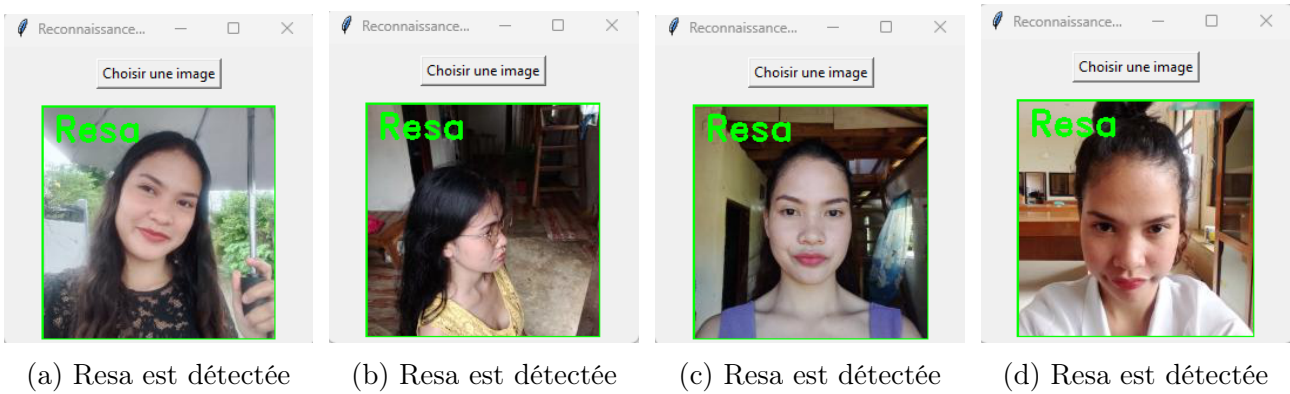 Reconnaissance...
Choisir une image
Resa
(a) Resa est détectée
Reconnaissance...
Choisir une image
Resa
(b) Resa est détectée
Reconnaissance...
Choisir une image
Resa
(c) Resa est détectée
Reconnaissance...
Choisir une image
Resa
(d) Resa est détectée